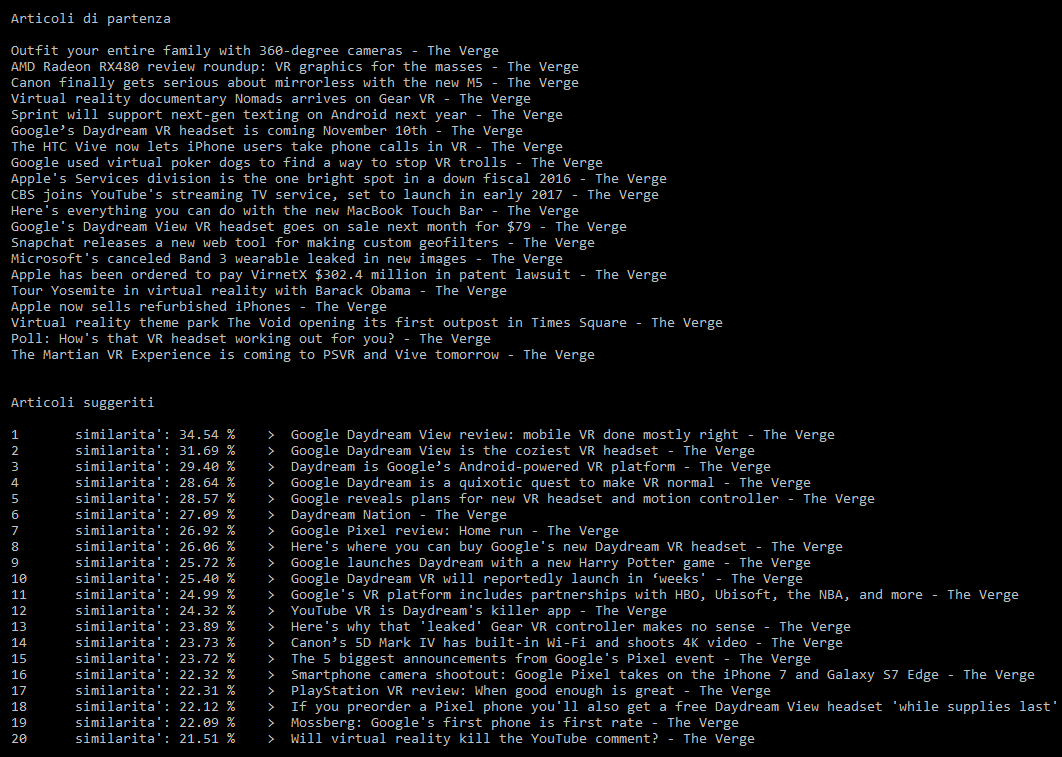 Articoli di partenza
Outfit your entire family with 360-degree cameras - The Verge
AMD Radeon RX480 review roundup: VR graphics for the masses - The Verge
Canon finally gets serious about mirrorless with the new M5 - The Verge
Virtual reality documentary Nomads arrives on Gear VR - The Verge
Sprint will support next-gen texting on Android next year - The Verge
Google’s Daydream VR headset is coming November 10th - The Verge
The HTC Vive now lets iPhone users take phone calls in VR - The Verge
Google used virtual poker dogs to find a way to stop VR trolls - The Verge
Apple's Services division is the one bright spot in a down fiscal 2016 - The Verge
CBS joins YouTube's streaming TV service, set to launch in early 2017 - The Verge
Here's everything you can do with the new MacBook Touch Bar - The Verge
Google's Daydream View VR headset goes on sale next month for $79 - The Verge
Snapchat releases a new web tool for making custom geofilters - The Verge
Microsoft's canceled Band 3 wearable leaked in new images - The Verge
Apple has been ordered to pay VirnetX $302.4 million in patent lawsuit - The Verge
Tour Yosemite in virtual reality with Barack Obama - The Verge
Apple now sells refurbished iPhones - The Verge
Virtual reality theme park The Void opening its first outpost in Times Square - The Verge
Poll: How's that VR headset working out for you? - The Verge
The Martian VR Experience is coming to PSVR and Vive tomorrow - The Verge
Articoli suggeriti
1 similarita': 34.54 % > Google Daydream View review: mobile VR done mostly right - The Verge
2 similarita': 31.69 % > Google Daydream View is the coziest VR headset - The Verge
3 similarita': 29.40 % > Daydream is Google’s Android-powered VR platform - The Verge
4 similarita': 28.64 % > Google Daydream is a quixotic quest to make VR normal - The Verge
5 similarita': 28.57 % > Google reveals plans for new VR headset and motion controller - The Verge
6 similarita': 27.09 % > Daydream Nation - The Verge
7 similarita': 26.92 % > Google Pixel review: Home run - The Verge
8 similarita': 26.06 % > Here's where you can buy Google's new Daydream VR headset - The Verge
9 similarita': 25.72 % > Google launches Daydream with a new Harry Potter game - The Verge
10 similarita': 25.40 % > Google Daydream VR will reportedly launch in ‘weeks' - The Verge
11 similarita': 24.99 % > Google's VR platform includes partnerships with HBO, Ubisoft, the NBA, and more - The Verge
12 similarita': 24.32 % > YouTube VR is Daydream's killer app - The Verge
13 similarita': 23.89 % > Here's why that 'leaked' Gear VR controller makes no sense - The Verge
14 similarita': 23.73 % > Canon’s 5D Mark IV has built-in Wi-Fi and shoots 4K video - The Verge
15 similarita': 23.72 % > The 5 biggest announcements from Google's Pixel event - The Verge
16 similarita': 22.32 % > Smartphone camera shootout: Google Pixel takes on the iPhone 7 and Galaxy S7 Edge - The Verge
17 similarita': 22.31 % > PlayStation VR review: When good enough is great - The Verge
18 similarita': 22.12 % > If you preorder a Pixel phone you'll also get a free Daydream View headset 'while supplies last'
19 similarita': 22.09 % > Mossberg: Google's first phone is first rate - The Verge
20 similarita': 21.51 % > Will virtual reality kill the YouTube comment? - The Verge